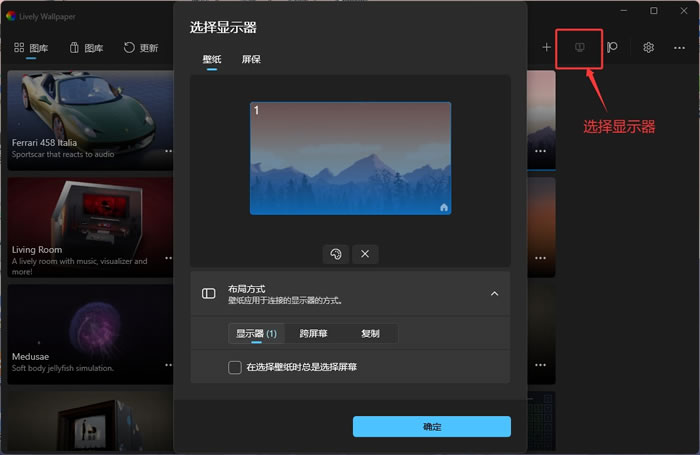 Lively Wallpaper
图库
图库
更新
选择显示器
壁纸
屏保
1
选择显示器
Ferrari 458 Italia
Sportscar that reacts to audio
Living Room
A lively room with music, visualizer and
more!
Medusae
Soft body jellyfish simulation.
布局方式
壁纸应用于连接的显示器的方式。
显示器 (1)
跨屏幕
复制
在选择壁纸时总是选择屏幕
确定